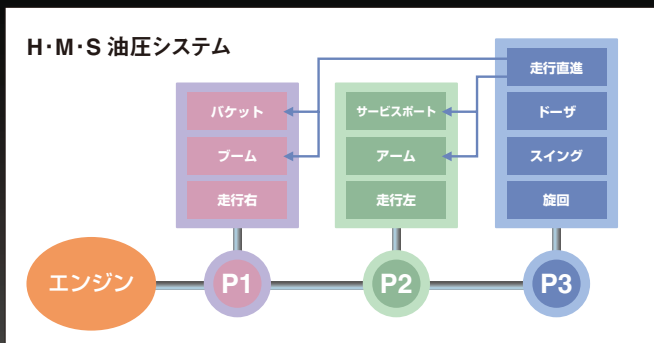 H・M・S 油圧システム
走行直進
バケット
サービスポート
ドーザ
ブーム
アーム
スイング
走行右
走行左
旋回
エンジン
P1
P2
P3